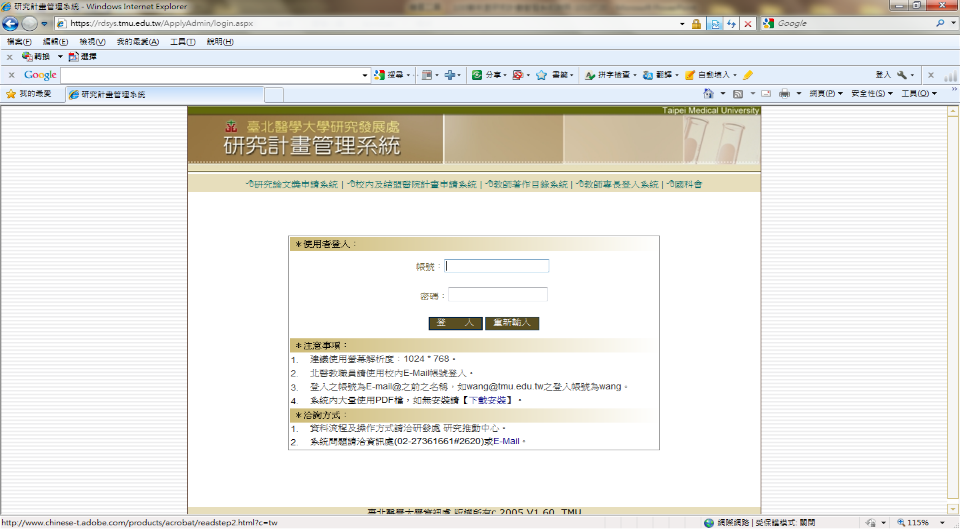 研究計畫管理系統 - Windows Internet Explorer
https://rdsys.tmu.edu.tw/ApplyAdmin/login.aspx
Google
檔案(F) 編輯(E) 檢視(V) 我的最愛(A) 工具(T) 說明(H)
轉換 選擇
Google 搜尋 分享 書籤 拼字檢查 翻譯 自動填入 登入
我的最愛 研究計畫管理系統 網頁(P) 安全性(S) 工具(O)
Taipei Medical University
臺北醫學大學研究發展處
研究計畫管理系統
研究論文獎申請系統 | 校內及結盟醫院計畫申請系統 | 教師著作目錄系統 | 教師專長登入系統 | 國科會
＊使用者登入：
帳號：
密碼：
登 入 重新輸入
＊注意事項：
1. 建議使用螢幕解析度：1024 * 768。
2. 北醫教職員請使用校內E-Mail帳號登入。
3. 登入之帳號為E-mail@之前之名稱，如wang@tmu.edu.tw之登入帳號為wang。
4. 系統內大量使用PDF檔，如無安裝請【下載安裝】。
＊洽詢方式：
1. 資料流程及操作方式請洽研發處 研究推動中心。
2. 系統問題請洽資訊處(02-27361661#2620)或E-Mail。
臺北醫學大學資訊處 版權所有c 2005 V1.60 TMU
http://www.chinese-t.adobe.com/products/acrobat/readstep2.html?c=tw
網際網路 | 受保護模式: 關閉
115%